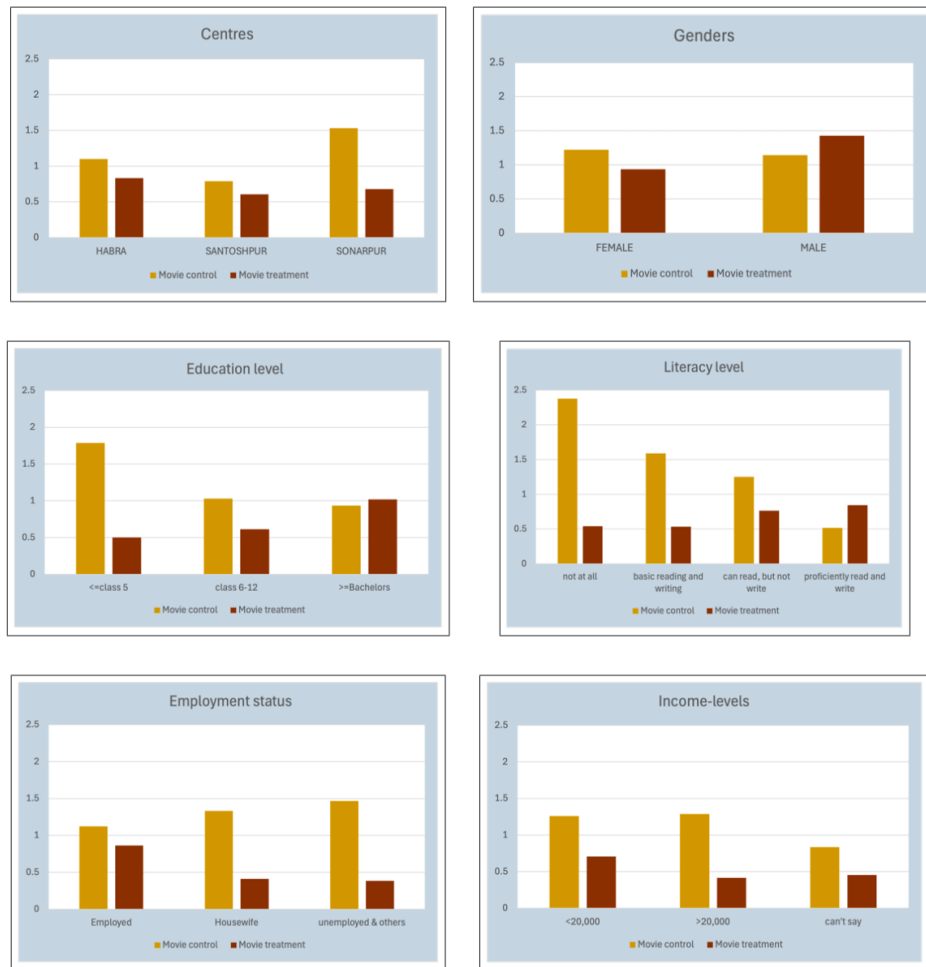 Centres
2.5
2
1.5
1
0.5
0
HABRA SANTOSHPUR SONARPUR
Movie control Movie treatment
Genders
2.5
2
1.5
1
0.5
0
FEMALE MALE
Movie control Movie treatment
Education level
2.5
2
1.5
1
0.5
0
<=class 5 class 6-12 >=Bachelors
Movie control Movie treatment
Literacy level
2.5
2
1.5
1
0.5
0
not at all basic reading and can read, but not proficiently read and
writing write write
Movie control Movie treatment
Employment status
2.5
2
1.5
1
0.5
0
Employed Housewife unemployed & others
Movie control Movie treatment
Income-levels
2.5
2
1.5
1
0.5
0
<20,000 >20,000 can't say
Movie control Movie treatment